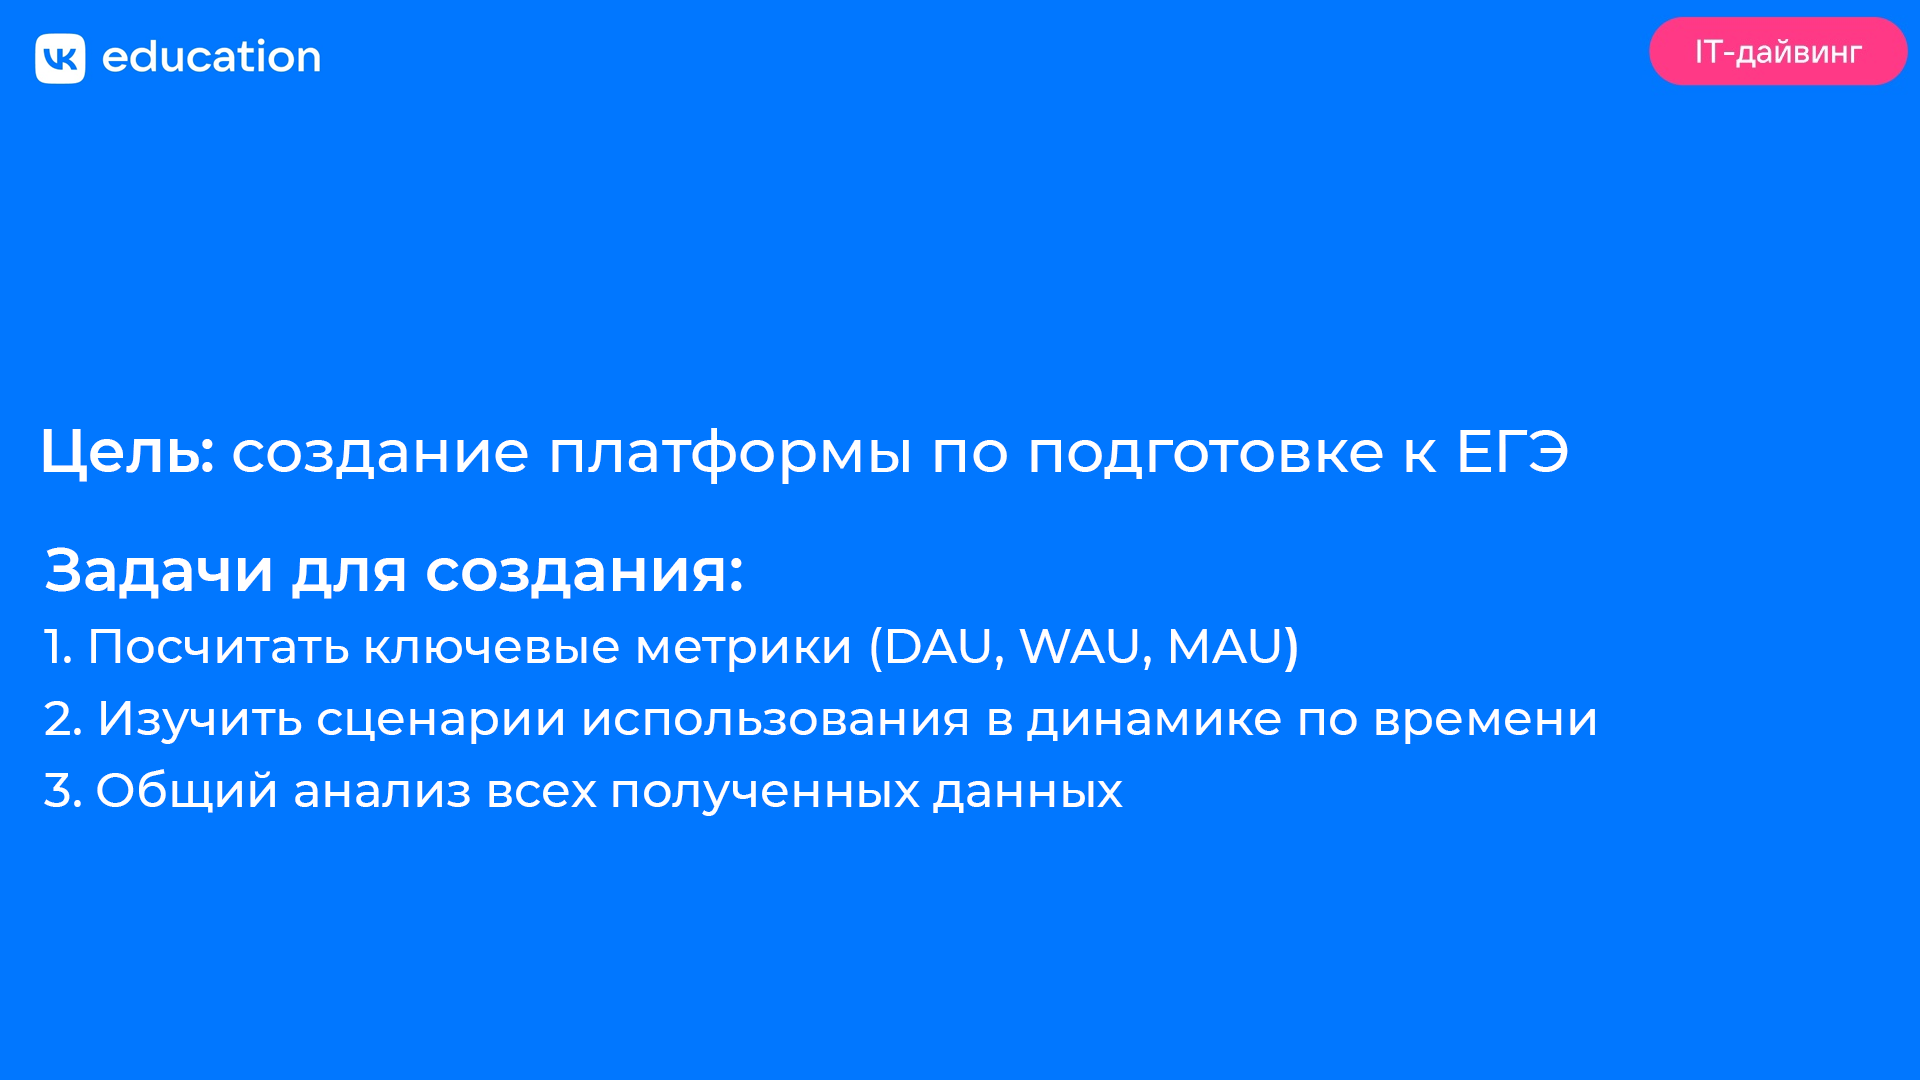 VK education
IT-дайвинг
Цель: создание платформы по подготовке к ЕГЭ
Задачи для создания:
1. Посчитать ключевые метрики (DAU, WAU, MAU)
2. Изучить сценарии использования в динамике по времени
3. Общий анализ всех полученных данных